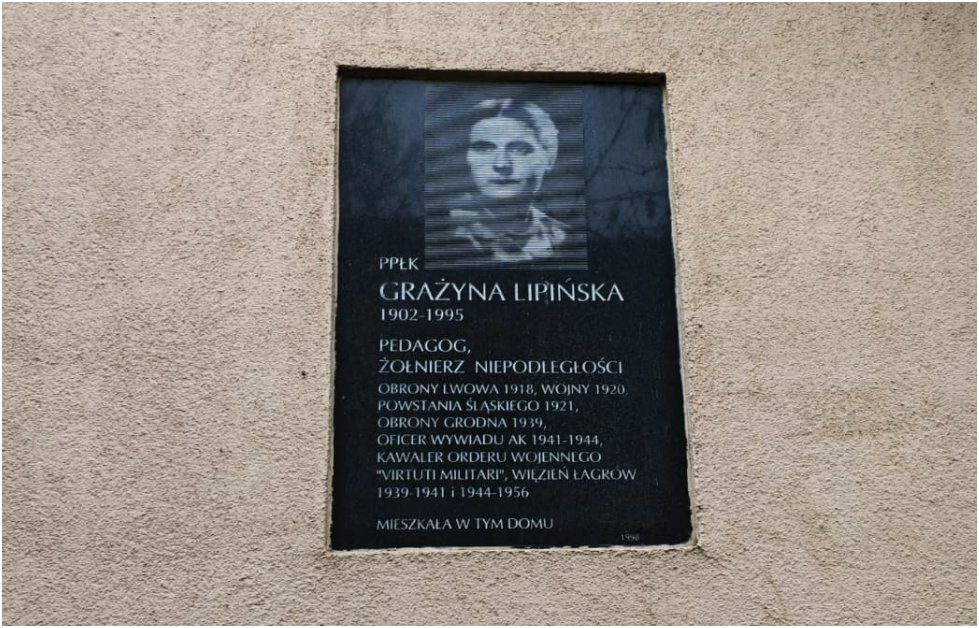 PPŁK
GRAŻYNA LIPIŃSKA
1902-1995
PEDAGOG,
ŻOŁNIERZ NIEPODLEGŁOŚCI
OBRONY LWOWA 1918, WOJNY 1920,
POWSTANIA ŚLĄSKIEGO 1921,
OBRONY GRODNA 1939,
OFICER WYWIADU AK 1941-1944,
KAWALER ORDERU WOJENNEGO
"VIRTUTI MILITARI", WIĘZIEŃ ŁAGRÓW
1939-1941 i 1944-1956
MIESZKAŁA W TYM DOMU
1998